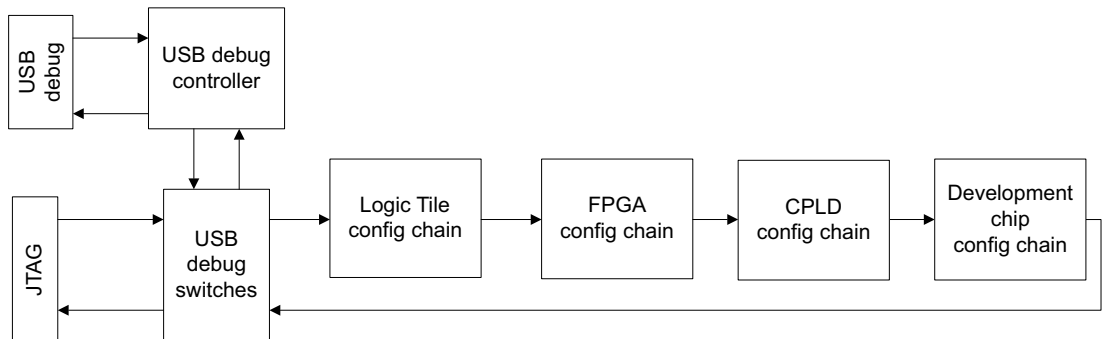 USB
debug
USB debug
controller
JTAG
USB
debug
switches
Logic Tile
config chain
FPGA
config chain
CPLD
config chain
Development
chip
config chain